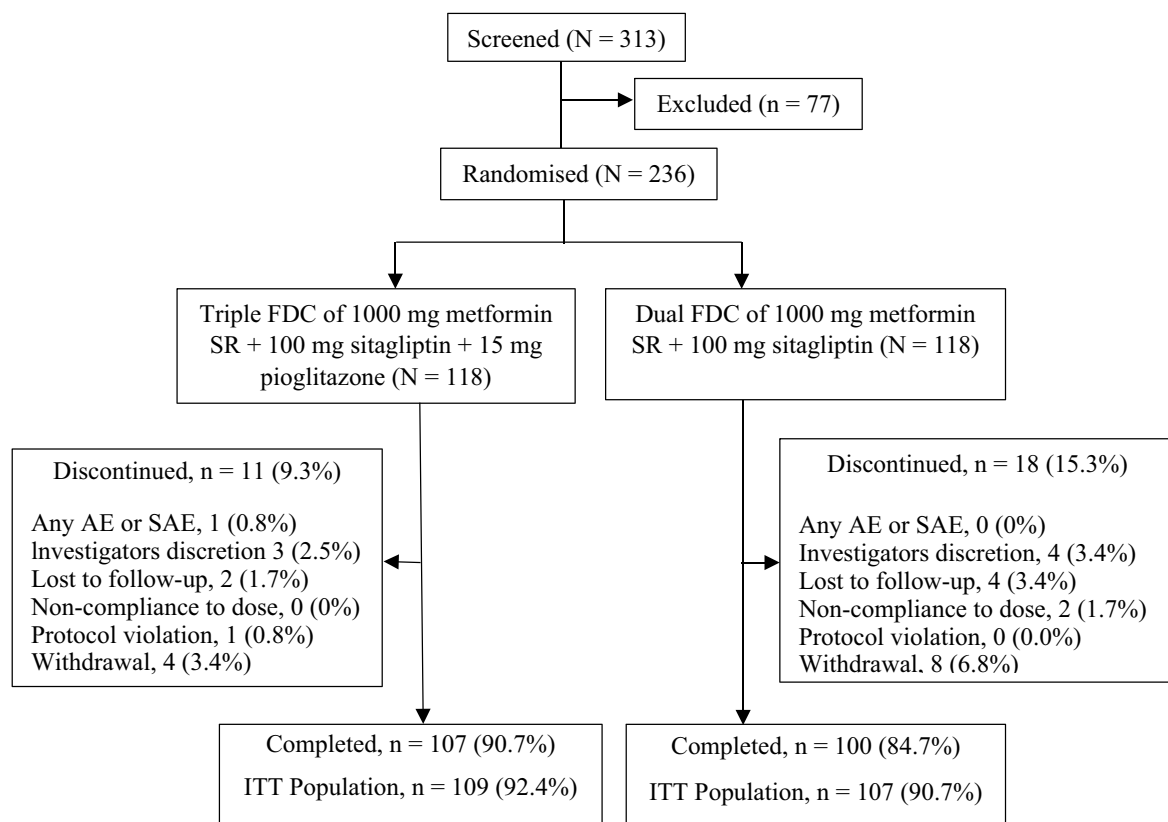 Screened (N = 313)
Excluded (n = 77)
Randomised (N = 236)
Triple FDC of 1000 mg metformin
SR + 100 mg sitagliptin + 15 mg
pioglitazone (N = 118)
Dual FDC of 1000 mg metformin
SR + 100 mg sitagliptin (N = 118)
Discontinued, n = 11 (9.3%)
Any AE or SAE, 1 (0.8%)
Investigators discretion 3 (2.5%)
Lost to follow-up, 2 (1.7%)
Non-compliance to dose, 0 (0%)
Protocol violation, 1 (0.8%)
Withdrawal, 4 (3.4%)
Discontinued, n = 18 (15.3%)
Any AE or SAE, 0 (0%)
Investigators discretion, 4 (3.4%)
Lost to follow-up, 4 (3.4%)
Non-compliance to dose, 2 (1.7%)
Protocol violation, 0 (0.0%)
Withdrawal, 8 (6.8%)
Completed, n = 107 (90.7%)
ITT Population, n = 109 (92.4%)
Completed, n = 100 (84.7%)
ITT Population, n = 107 (90.7%)